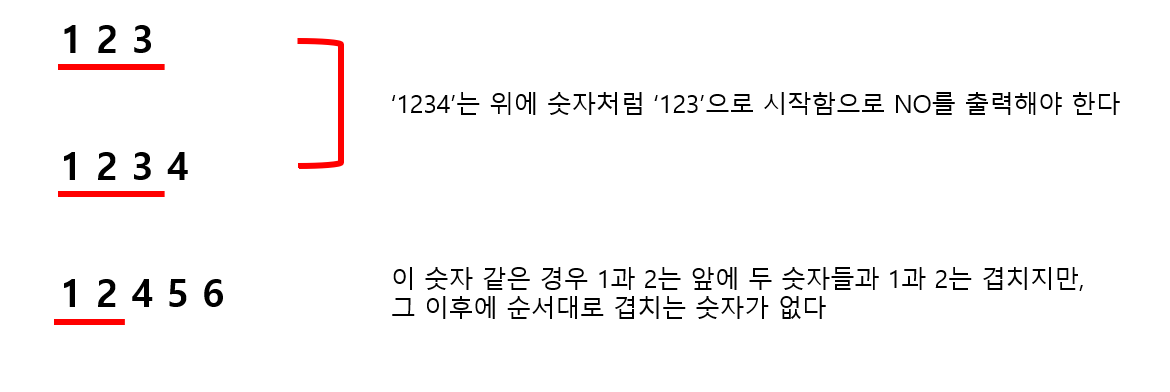 1 2 3
'1234'는 위에 숫자처럼 '123'으로 시작함으로 NO를 출력해야 한다
1 2 3 4
1 2 4 5 6
이 숫자 같은 경우 1과 2는 앞에 두 숫자들과 1과 2는 겹치지만,
그 이후에 순서대로 겹치는 숫자가 없다